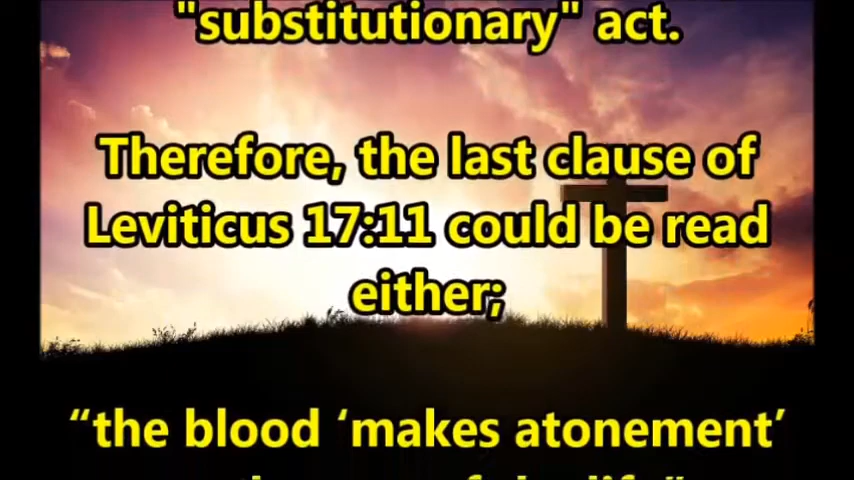 "substitutionary" act.
Therefore, the last clause of
Leviticus 17:11 could be read
either;
“the blood ‘makes atonement’